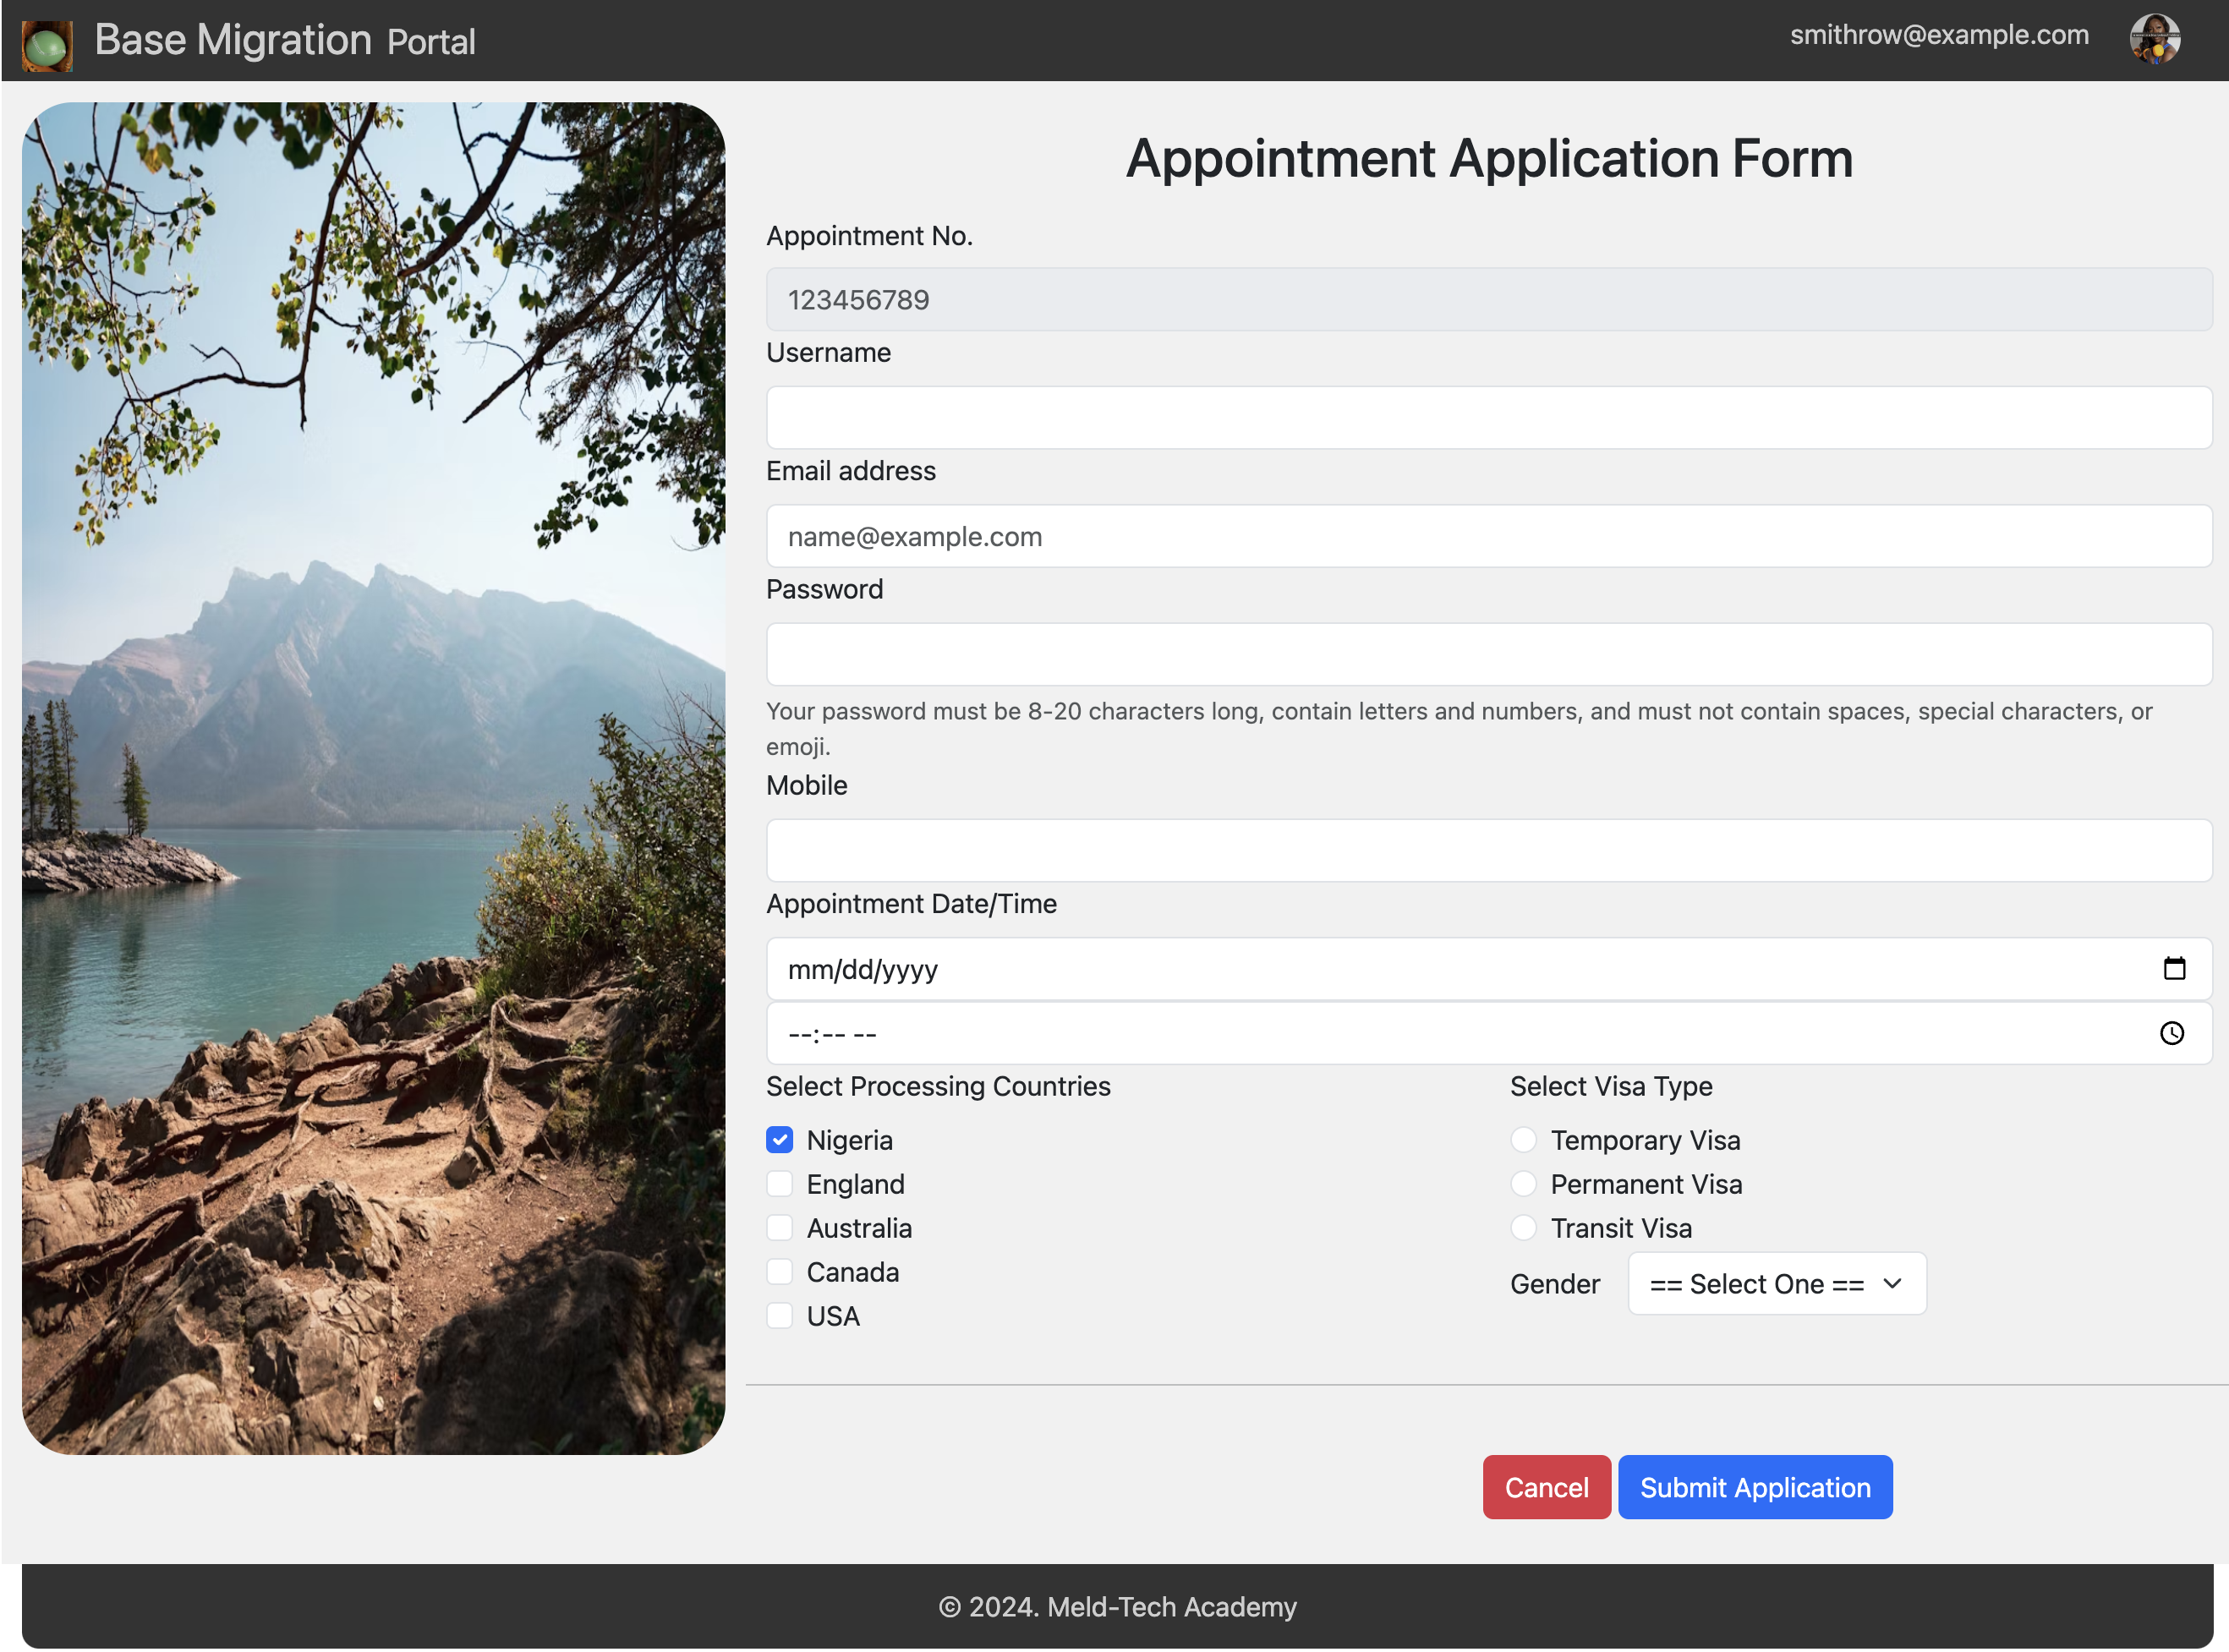 Base Migration Portal
smithrow@example.com
Appointment Application Form
Appointment No.
123456789
Username
Email address
name@example.com
Password
Your password must be 8-20 characters long, contain letters and numbers, and must not contain spaces, special characters, or
emoji.
Mobile
Appointment Date/Time
mm/dd/yyyy
--:-- --
Select Processing Countries
Nigeria
England
Australia
Canada
USA
Select Visa Type
Temporary Visa
Permanent Visa
Transit Visa
Gender == Select One ==
Cancel Submit Application
© 2024. Meld-Tech Academy